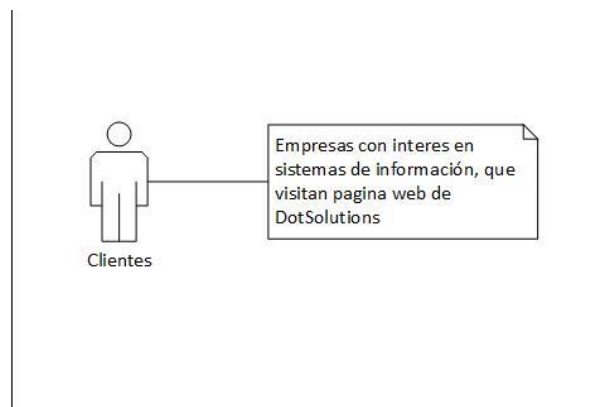 Empresas con interes en
sistemas de información, que
visitan pagina web de
DotSolutions
Clientes